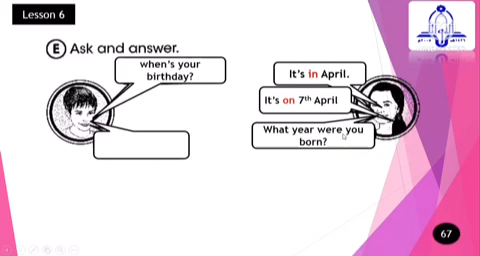 Lesson 6
E Ask and answer.
when's your
birthday?
It's in April.
It's on 7th April
What year were you
born?
67